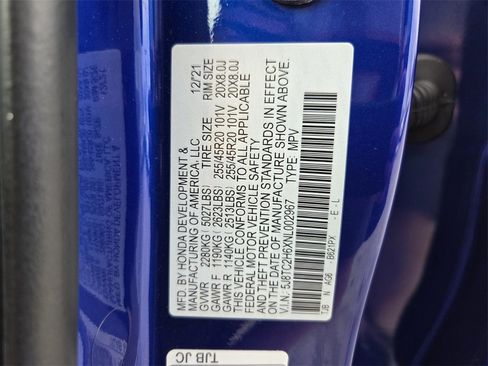 MFD. BY HONDA DEVELOPMENT & 12/21
MANUFACTURING OF AMERICA, LLC
GVWR 2280KG(5027LBS) TIRE SIZE RIM SIZE
GAWR F 1190KG(2623LBS) 255/45R20 101V 20X8.0J
GAWR R 1140KG(2513LBS) 255/45R20 101V 20X8.0J
THIS VEHICLE CONFORMS TO ALL APPLICABLE
FEDERAL MOTOR VEHICLE SAFETY
AND THEFT PREVENTION STANDARDS IN EFFECT
ON THE DATE OF MANUFACTURE SHOWN ABOVE.
V.I.N.: 5J8TC2H6XNL002967 TYPE: MPV
TJB N AG6 -B621PX -E-L
TJB JC